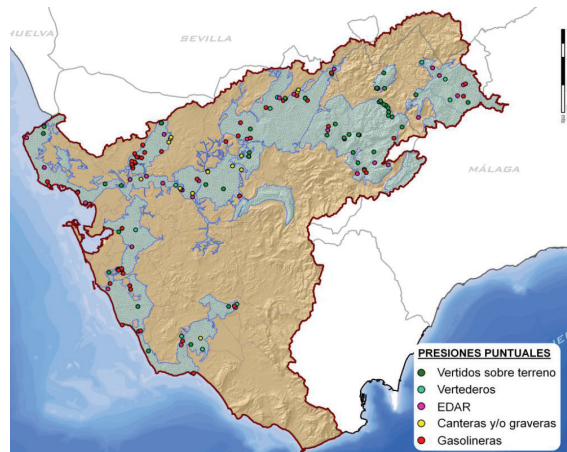 HUELVA
SEVILLA
MÁLAGA
PRESIONES PUNTUALES
Vertidos sobre terreno
Vertederos
EDAR
Canteras y/o graveras
Gasolineras